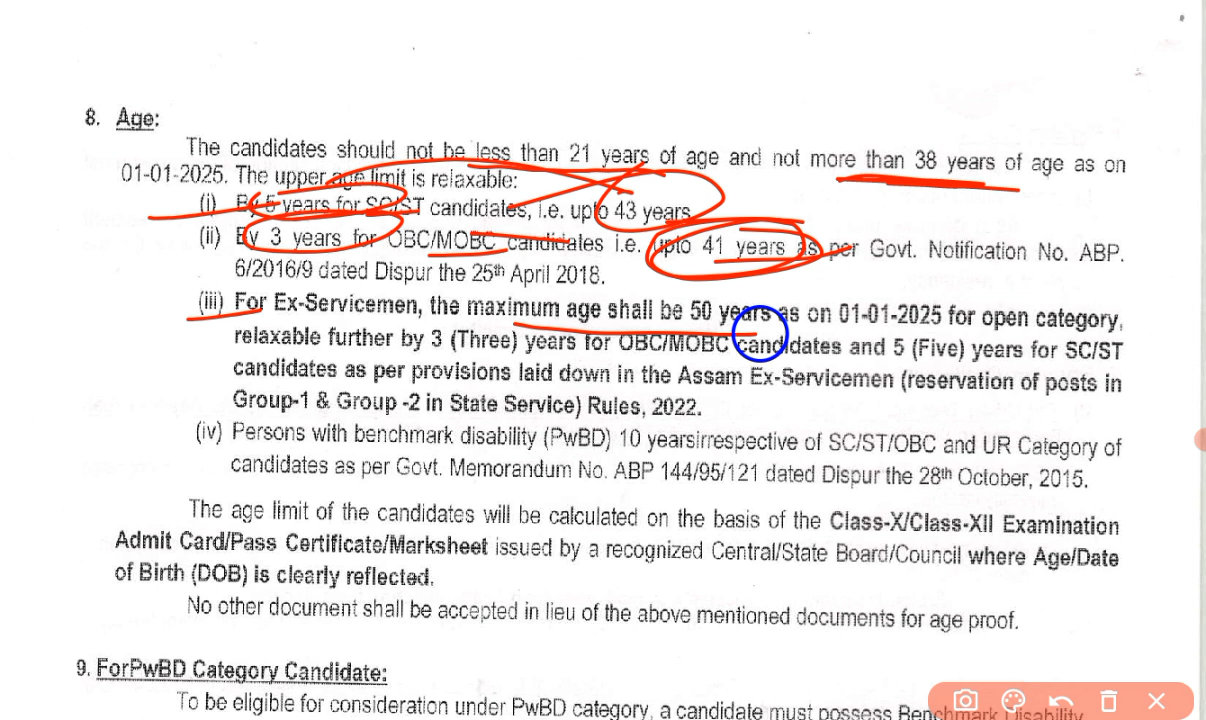 8. Age:
The candidates should not be less than 21 years of age and not more than 38 years of age as on
01-01-2025. The upper age limit is relaxable:
(i) By 5 years for SC/ST candidates, i.e. upto 43 years.
(ii) By 3 years for OBC/MOBC candidates i.e. upto 41 years as per Govt. Notification No. ABP.
6/2016/9 dated Dispur the 25th April 2018.
(iii) For Ex-Servicemen, the maximum age shall be 50 years as on 01-01-2025 for open category,
relaxable further by 3 (Three) years for OBC/MOBC candidates and 5 (Five) years for SC/ST
candidates as per provisions laid down in the Assam Ex-Servicemen (reservation of posts in
Group-1 & Group -2 in State Service) Rules, 2022.
(iv) Persons with benchmark disability (PwBD) 10 yearsirrespective of SC/ST/OBC and UR Category of
candidates as per Govt. Memorandum No. ABP 144/95/121 dated Dispur the 28th October, 2015.
The age limit of the candidates will be calculated on the basis of the Class-X/Class-XII Examination
Admit Card/Pass Certificate/Marksheet issued by a recognized Central/State Board/Council where Age/Date
of Birth (DOB) is clearly reflected.
No other document shall be accepted in lieu of the above mentioned documents for age proof.
9. ForPwBD Category Candidate:
To be eligible for consideration under PwBD category, a candidate must possess Benchmark Disability